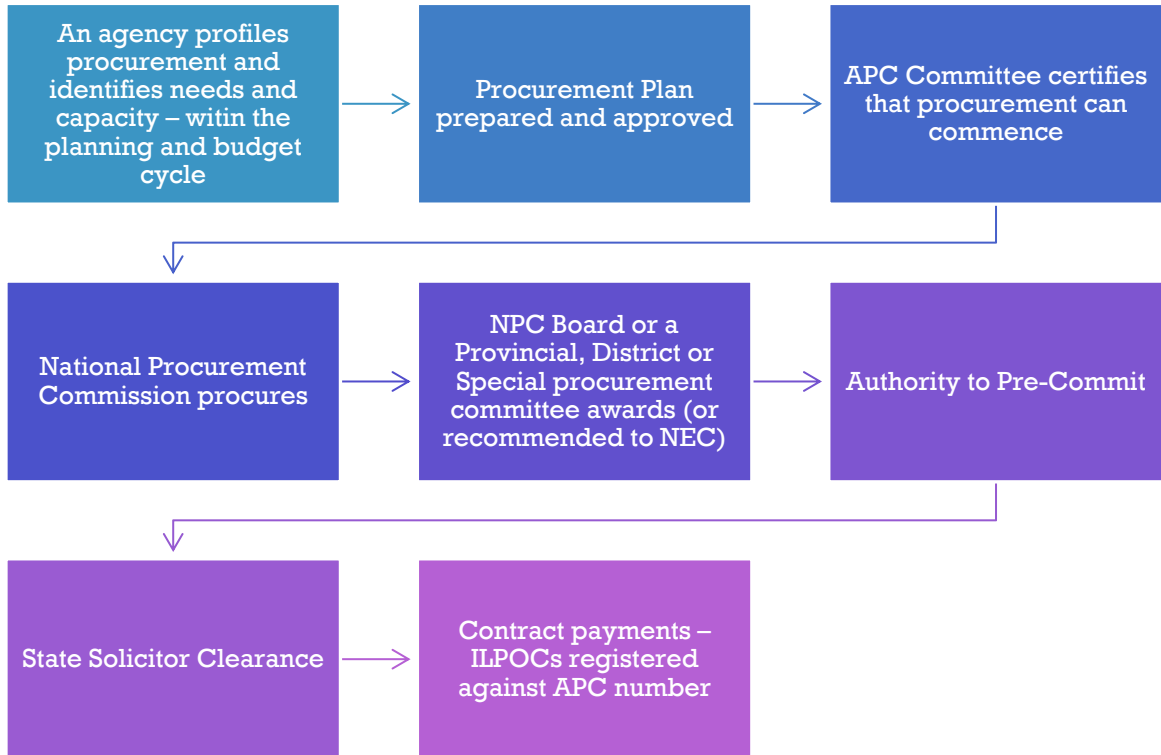 An agency profiles
procurement and
identifies needs and
capacity – witin the
planning and budget
cycle
Procurement Plan
prepared and approved
APC Committee certifies
that procurement can
commence
National Procurement
Commission procures
NPC Board or a
Provincial, District or
Special procurement
committee awards (or
recommended to NEC)
Authority to Pre-Commit
State Solicitor Clearance
Contract payments –
ILPOCs registered
against APC number